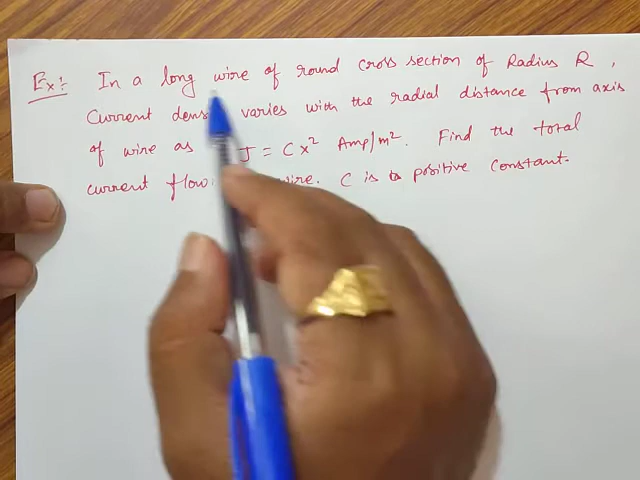 Ex:- In a long wire of round cross section of Radius R,
Current dens varies with the radial distance from axis
of wire as J = Cx² Amp/m². Find the total
current flow wire. C is a positive constant.